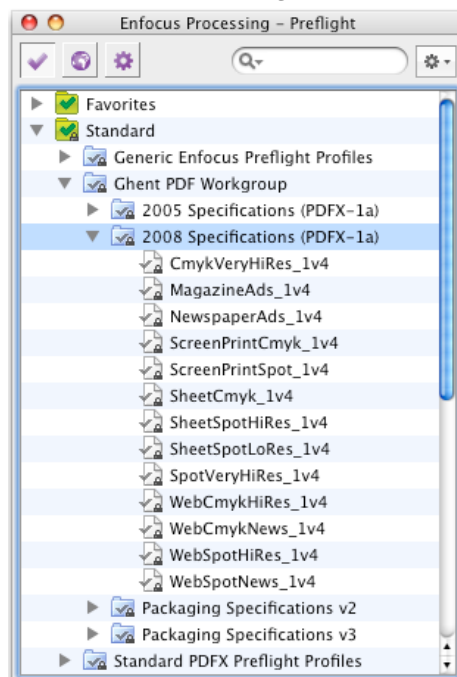 Enfocus Processing – Preflight
Favorites
Standard
Generic Enfocus Preflight Profiles
Ghent PDF Workgroup
2005 Specifications (PDFX-1a)
2008 Specifications (PDFX-1a)
CmykVeryHiRes_1v4
MagazineAds_1v4
NewspaperAds_1v4
ScreenPrintCmyk_1v4
ScreenPrintSpot_1v4
SheetCmyk_1v4
SheetSpotHiRes_1v4
SheetSpotLoRes_1v4
SpotVeryHiRes_1v4
WebCmykHiRes_1v4
WebCmykNews_1v4
WebSpotHiRes_1v4
WebSpotNews_1v4
Packaging Specifications v2
Packaging Specifications v3
Standard PDFX Preflight Profiles